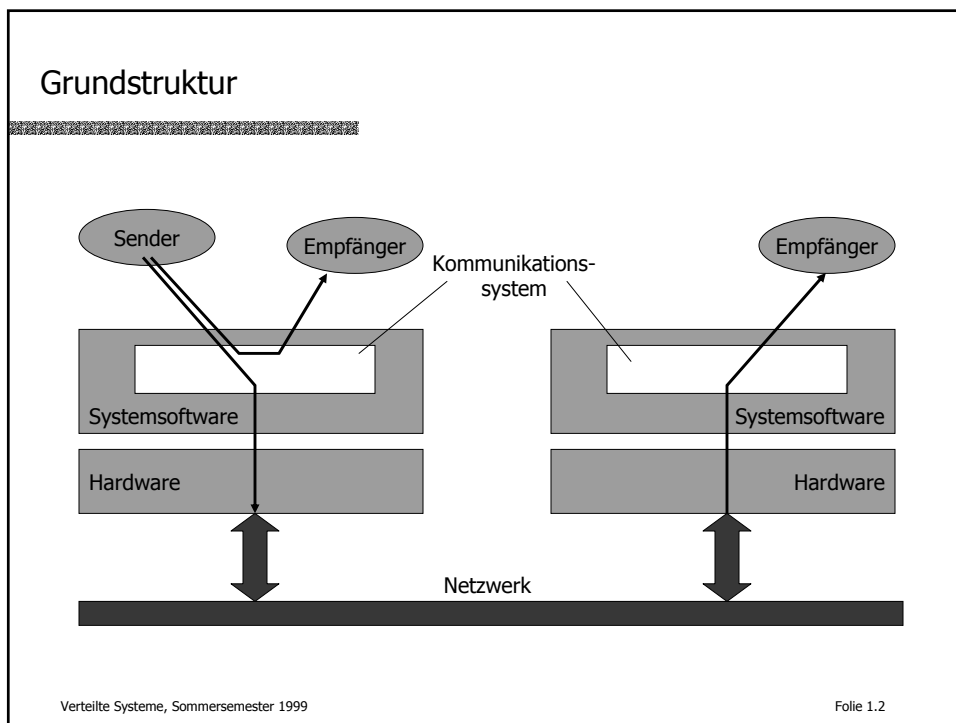 Grundstruktur
Sender
Empfänger
Empfänger
Kommunikations-
system
Systemsoftware
Systemsoftware
Hardware
Hardware
Netzwerk
Verteilte Systeme, Sommersemester 1999
Folie 1.2